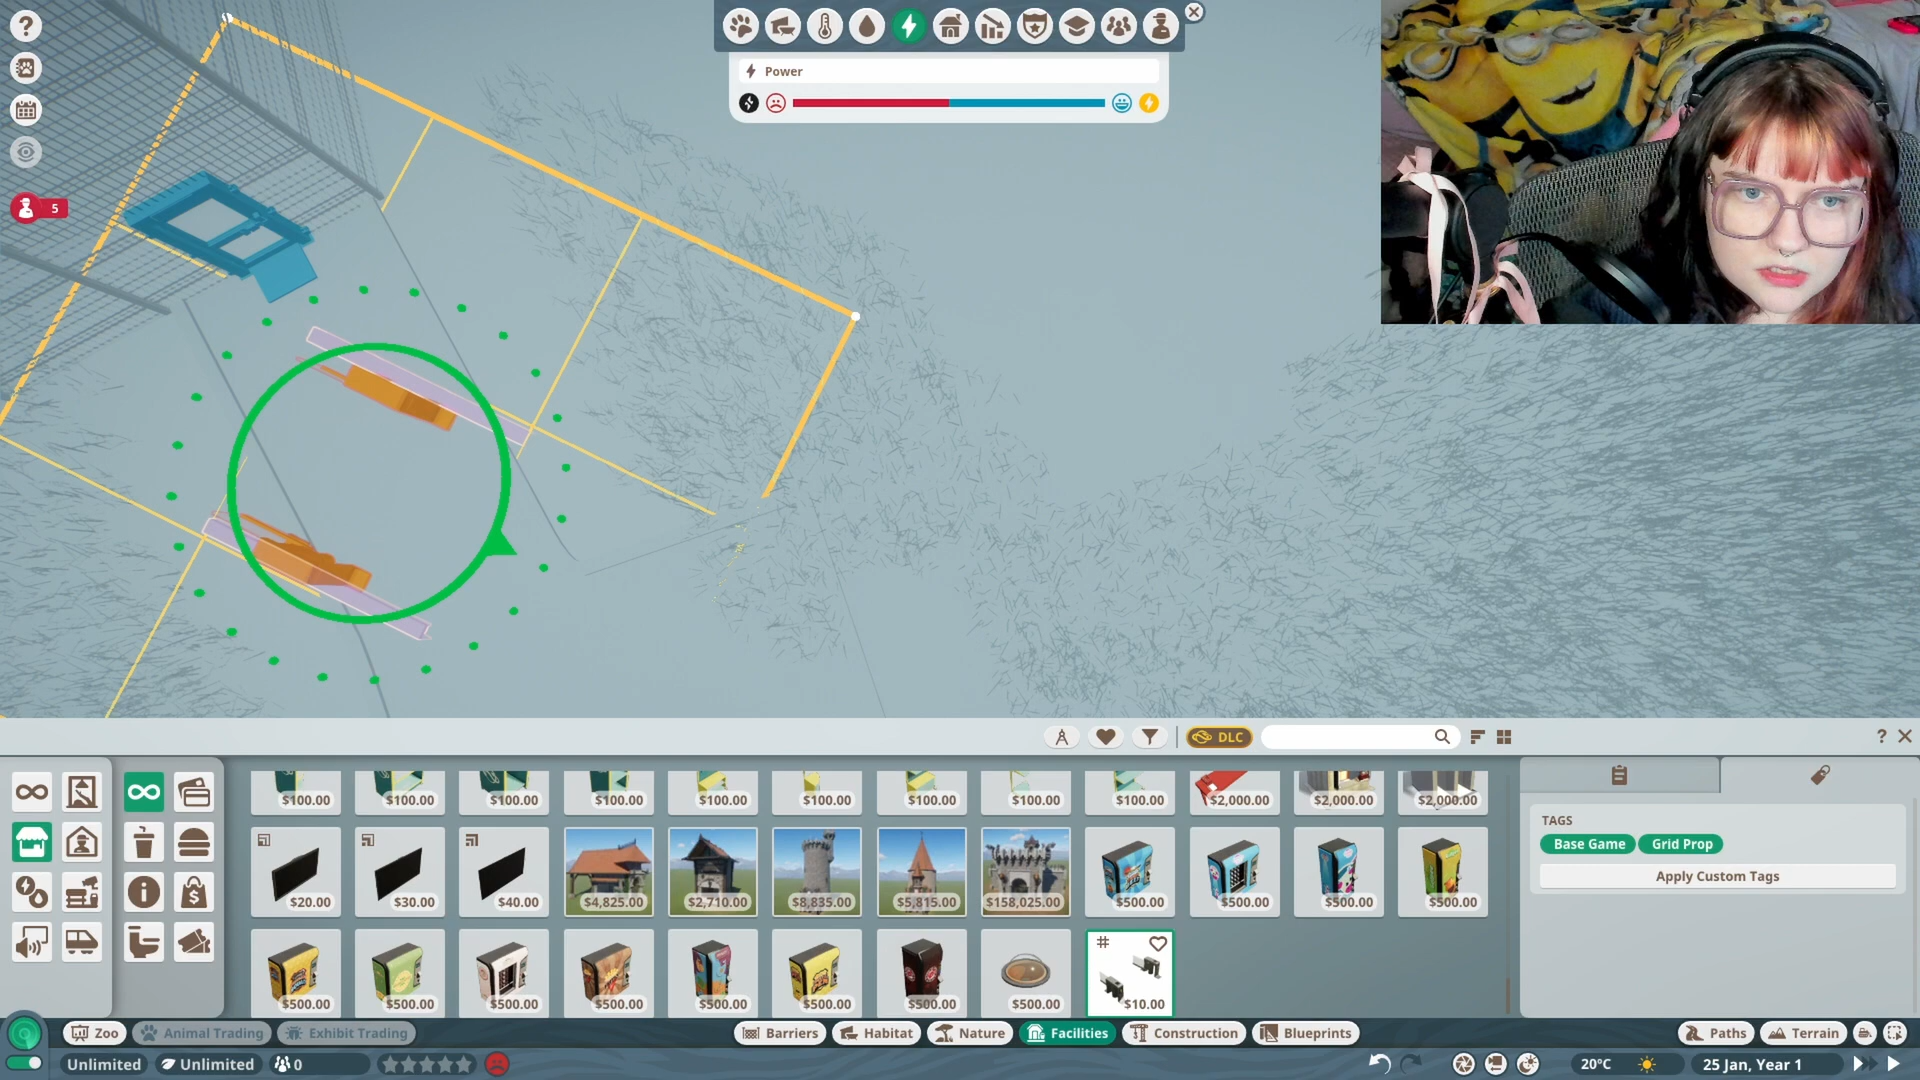 ?
Power
5
DLC
?
$100.00 $100.00 $100.00 $100.00 $100.00 $100.00 $100.00 $100.00 $100.00 $2,000.00 $2,000.00 $2,000.00
$20.00 $30.00 $40.00 $4,825.00 $2,710.00 $8,835.00 $5,815.00 $158,025.00 $500.00 $500.00 $500.00 $500.00
$500.00 $500.00 $500.00 $500.00 $500.00 $500.00 $500.00 $500.00 $10.00
TAGS
Base Game Grid Prop
Apply Custom Tags
Zoo Animal Trading Exhibit Trading Barriers Habitat Nature Facilities Construction Blueprints Paths Terrain
Unlimited Unlimited 0 20°C 25 Jan, Year 1